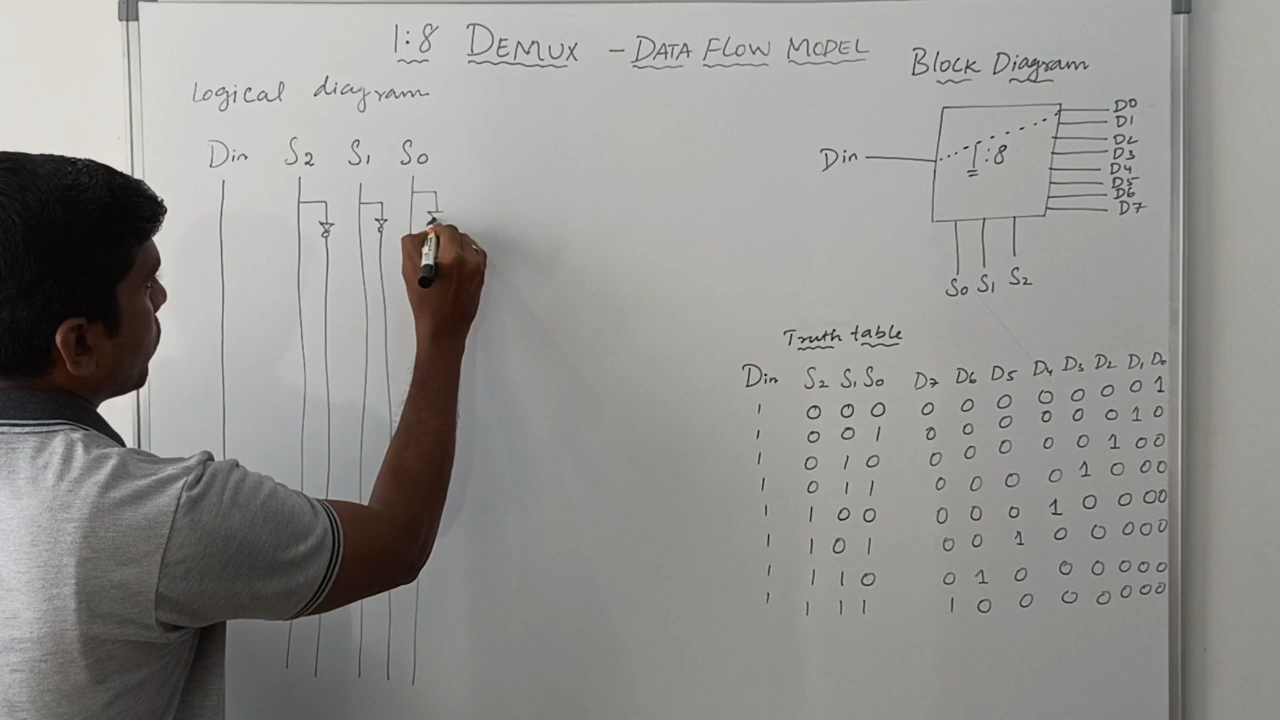 1:8 DEMUX - DATA FLOW MODEL
Logical diagram
Din S2 S1 S0
Block Diagram
Din
1:8
D0
D1
D2
D3
D4
D5
D6
D7
S0 S1 S2
Truth table
Din S2 S1 S0 D7 D6 D5 D4 D3 D2 D1 D0
1 0 0 0 0 0 0 0 0 0 0 1
1 0 0 1 0 0 0 0 0 0 1 0
1 0 1 0 0 0 0 0 0 1 0 0
1 0 1 1 0 0 0 0 1 0 0 0
1 1 0 0 0 0 0 1 0 0 0 0
1 1 0 1 0 0 1 0 0 0 0 0
1 1 1 0 0 1 0 0 0 0 0 0
1 1 1 1 1 0 0 0 0 0 0 0